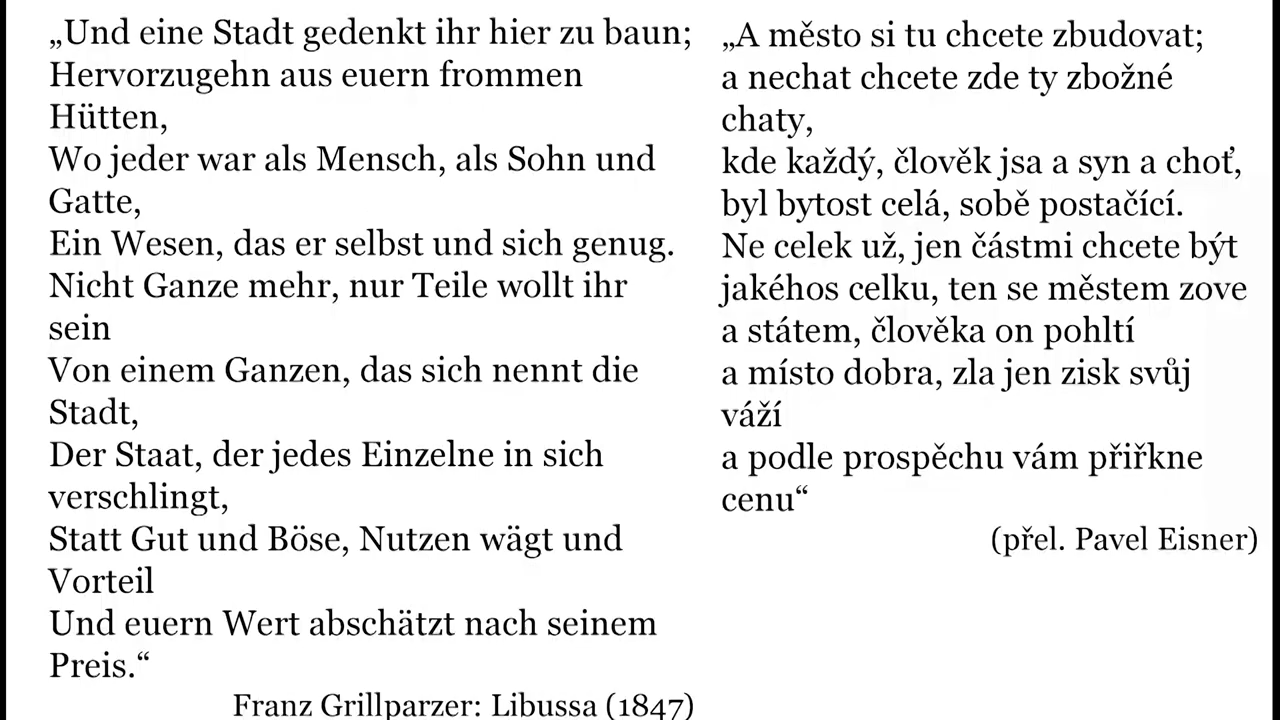 „Und eine Stadt gedenkt ihr hier zu baun;
Hervorzugehn aus euern frommen
Hütten,
Wo jeder war als Mensch, als Sohn und
Gatte,
Ein Wesen, das er selbst und sich genug.
Nicht Ganze mehr, nur Teile wollt ihr
sein
Von einem Ganzen, das sich nennt die
Stadt,
Der Staat, der jedes Einzelne in sich
verschlingt,
Statt Gut und Böse, Nutzen wägt und
Vorteil
Und euern Wert abschätzt nach seinem
Preis.“
Franz Grillparzer: Libussa (1847)
„A město si tu chcete zbudovat;
a nechat chcete zde ty zbožné
chaty,
kde každý, člověk jsa a syn a choť,
byl bytost celá, sobě postačící.
Ne celek už, jen částmi chcete být
jakéhos celku, ten se městem zove
a státem, člověka on pohltí
a místo dobra, zla jen zisk svůj
váží
a podle prospěchu vám přiřkne
cenu“
(přel. Pavel Eisner)